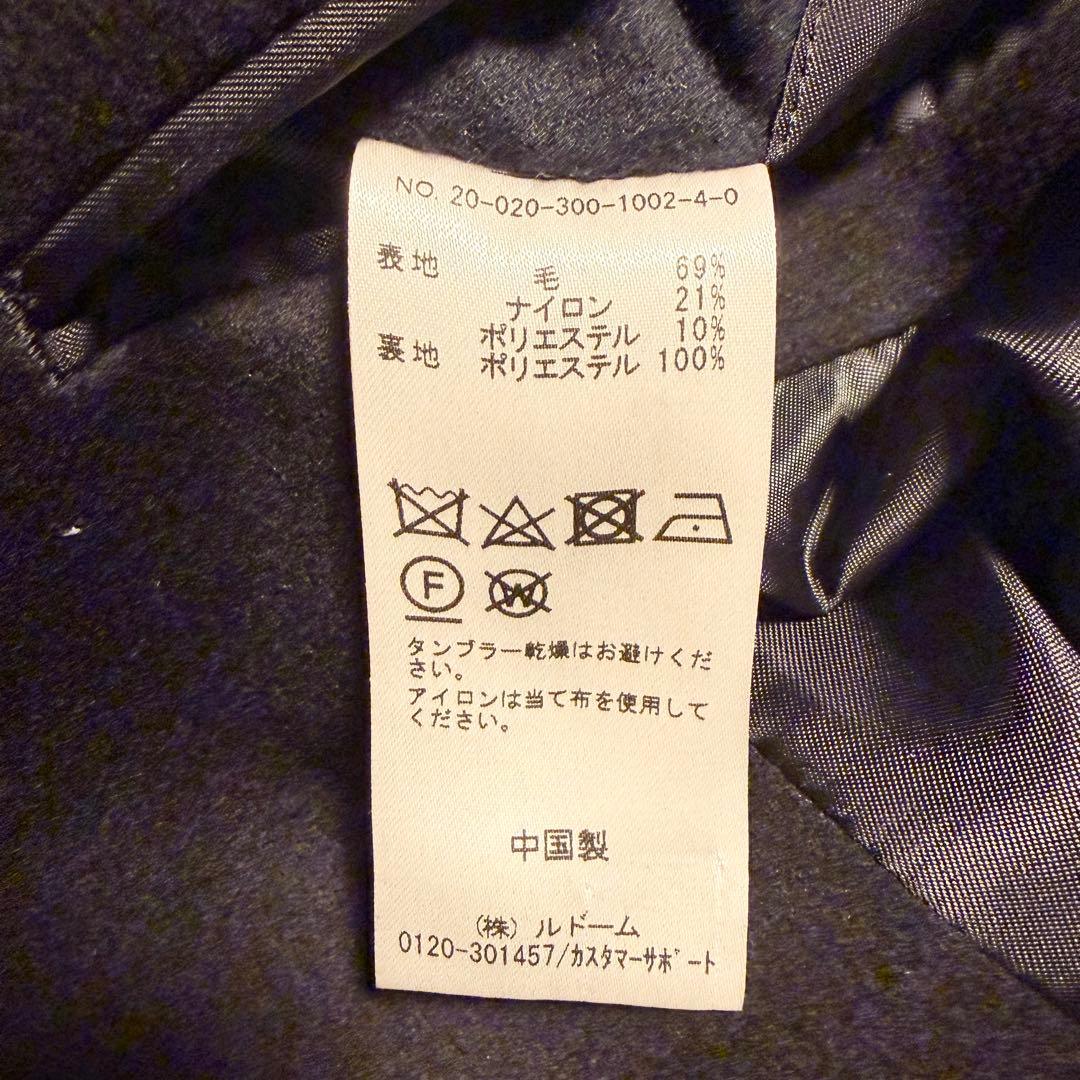 NO. 20-020-300-1002-4-0
表地 毛 69%
ナイロン 21%
ポリエステル 10%
裏地 ポリエステル 100%
F
W
タンブラー乾燥はお避けくだ
さい。
アイロンは当て布を使用して
ください。
中国製
(株) ルドーム
0120-301457/カスタマーサポート